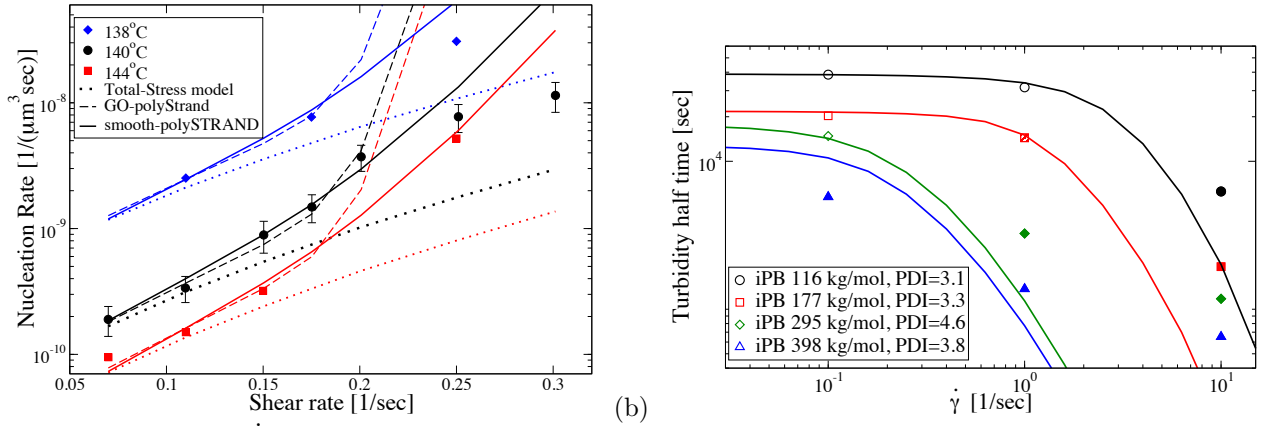 138°C
140°C
144°C
Total-Stress model
GO-polyStrand
smooth-polySTRAND
Nucleation Rate [1/(μm³ sec)]
10⁻⁸
10⁻⁹
10⁻¹⁰
0.05 0.1 0.15 0.2 0.25 0.3
Shear rate [1/sec]
(b)
Turbidity half time [sec]
10⁴
iPB 116 kg/mol, PDI=3.1
iPB 177 kg/mol, PDI=3.3
iPB 295 kg/mol, PDI=4.6
iPB 398 kg/mol, PDI=3.8
10⁻¹ 10⁰ 10¹
γ̇ [1/sec]